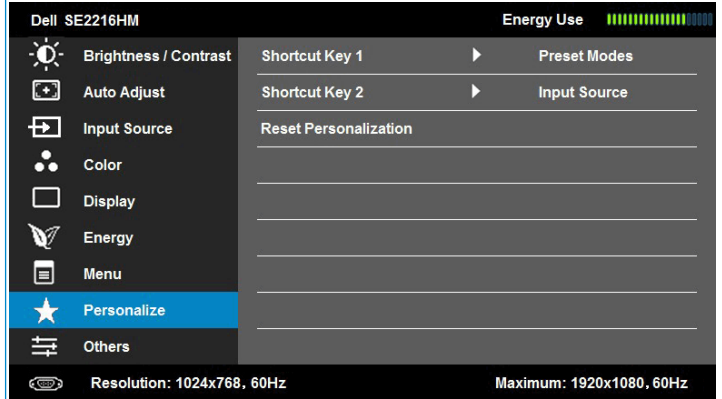 Dell SE2216HM Energy Use
Brightness / Contrast Shortcut Key 1 Preset Modes
Auto Adjust Shortcut Key 2 Input Source
Input Source Reset Personalization
Color
Display
Energy
Menu
Personalize
Others
Resolution: 1024x768, 60Hz Maximum: 1920x1080, 60Hz